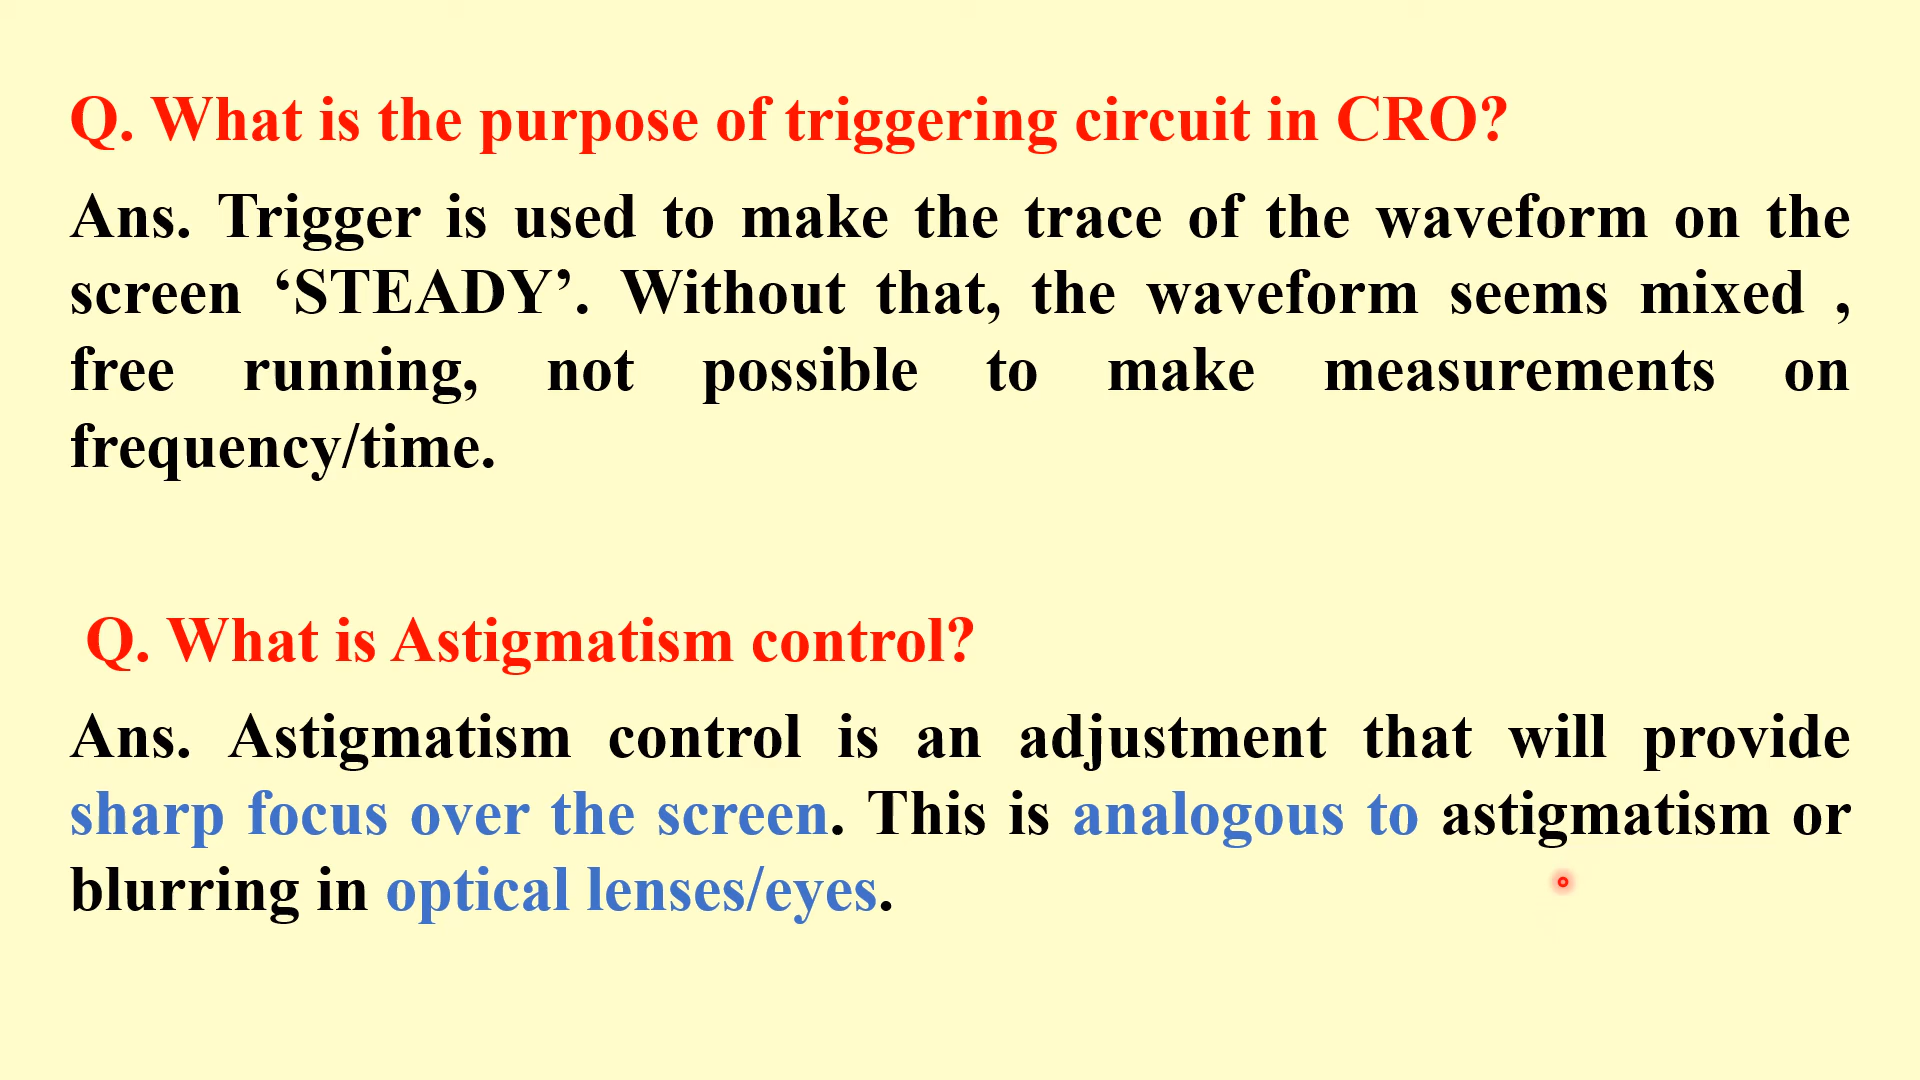 Q. What is the purpose of triggering circuit in CRO?
Ans. Trigger is used to make the trace of the waveform on the
screen ‘STEADY’. Without that, the waveform seems mixed ,
free running, not possible to make measurements on
frequency/time.
Q. What is Astigmatism control?
Ans. Astigmatism control is an adjustment that will provide
sharp focus over the screen. This is analogous to astigmatism or
blurring in optical lenses/eyes.